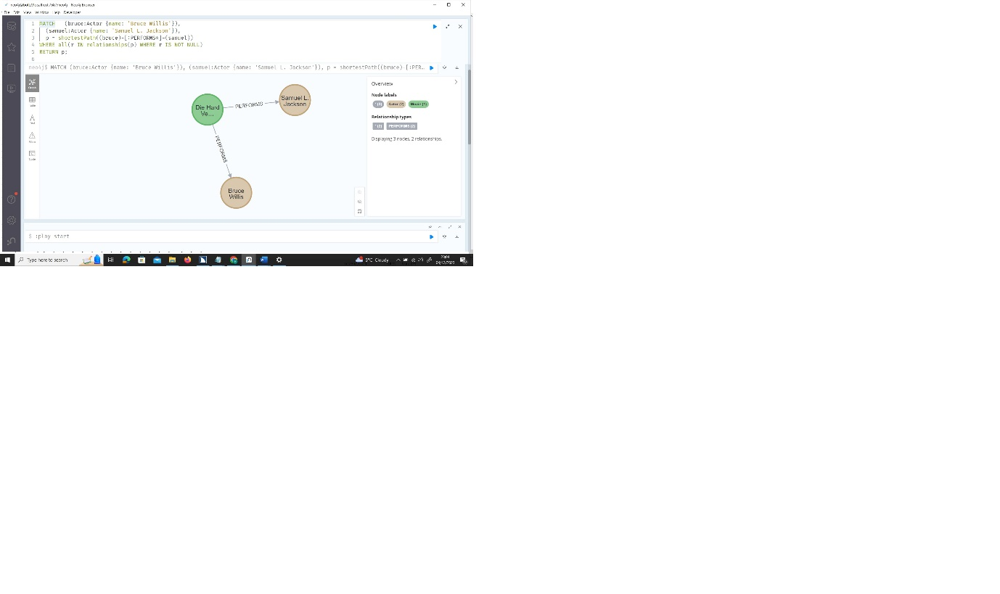 neo4j@bolt://localhost:7687/neo4j - Neo4j Browser
File Edit View Window Help Developer
1 MATCH (bruce:Actor {name: 'Bruce Willis'}),
2 (samuel:Actor {name: 'Samuel L. Jackson'}),
3 p = shortestPath((bruce)-[:PERFORMS*]-(samuel))
4 WHERE all(r IN relationships(p) WHERE r IS NOT NULL)
5 RETURN p;
6
neo4j$ MATCH (bruce:Actor {name: 'Bruce Willis'}), (samuel:Actor {name: 'Samuel L. Jackson'}), p = shortestPath((bruce)-[:PER…
Graph
Table
Text
Warn
Code
Die Hard
Ve...
PERFORMS
Samuel L.
Jackson
PERFORMS
Bruce
Willis
Overview
Node labels
* (3) Actor (2) Movie (1)
Relationship types
* (2) PERFORMS (2)
Displaying 3 nodes, 2 relationships.
$ :play start
Type here to search
3°C Cloudy
04/12/2023